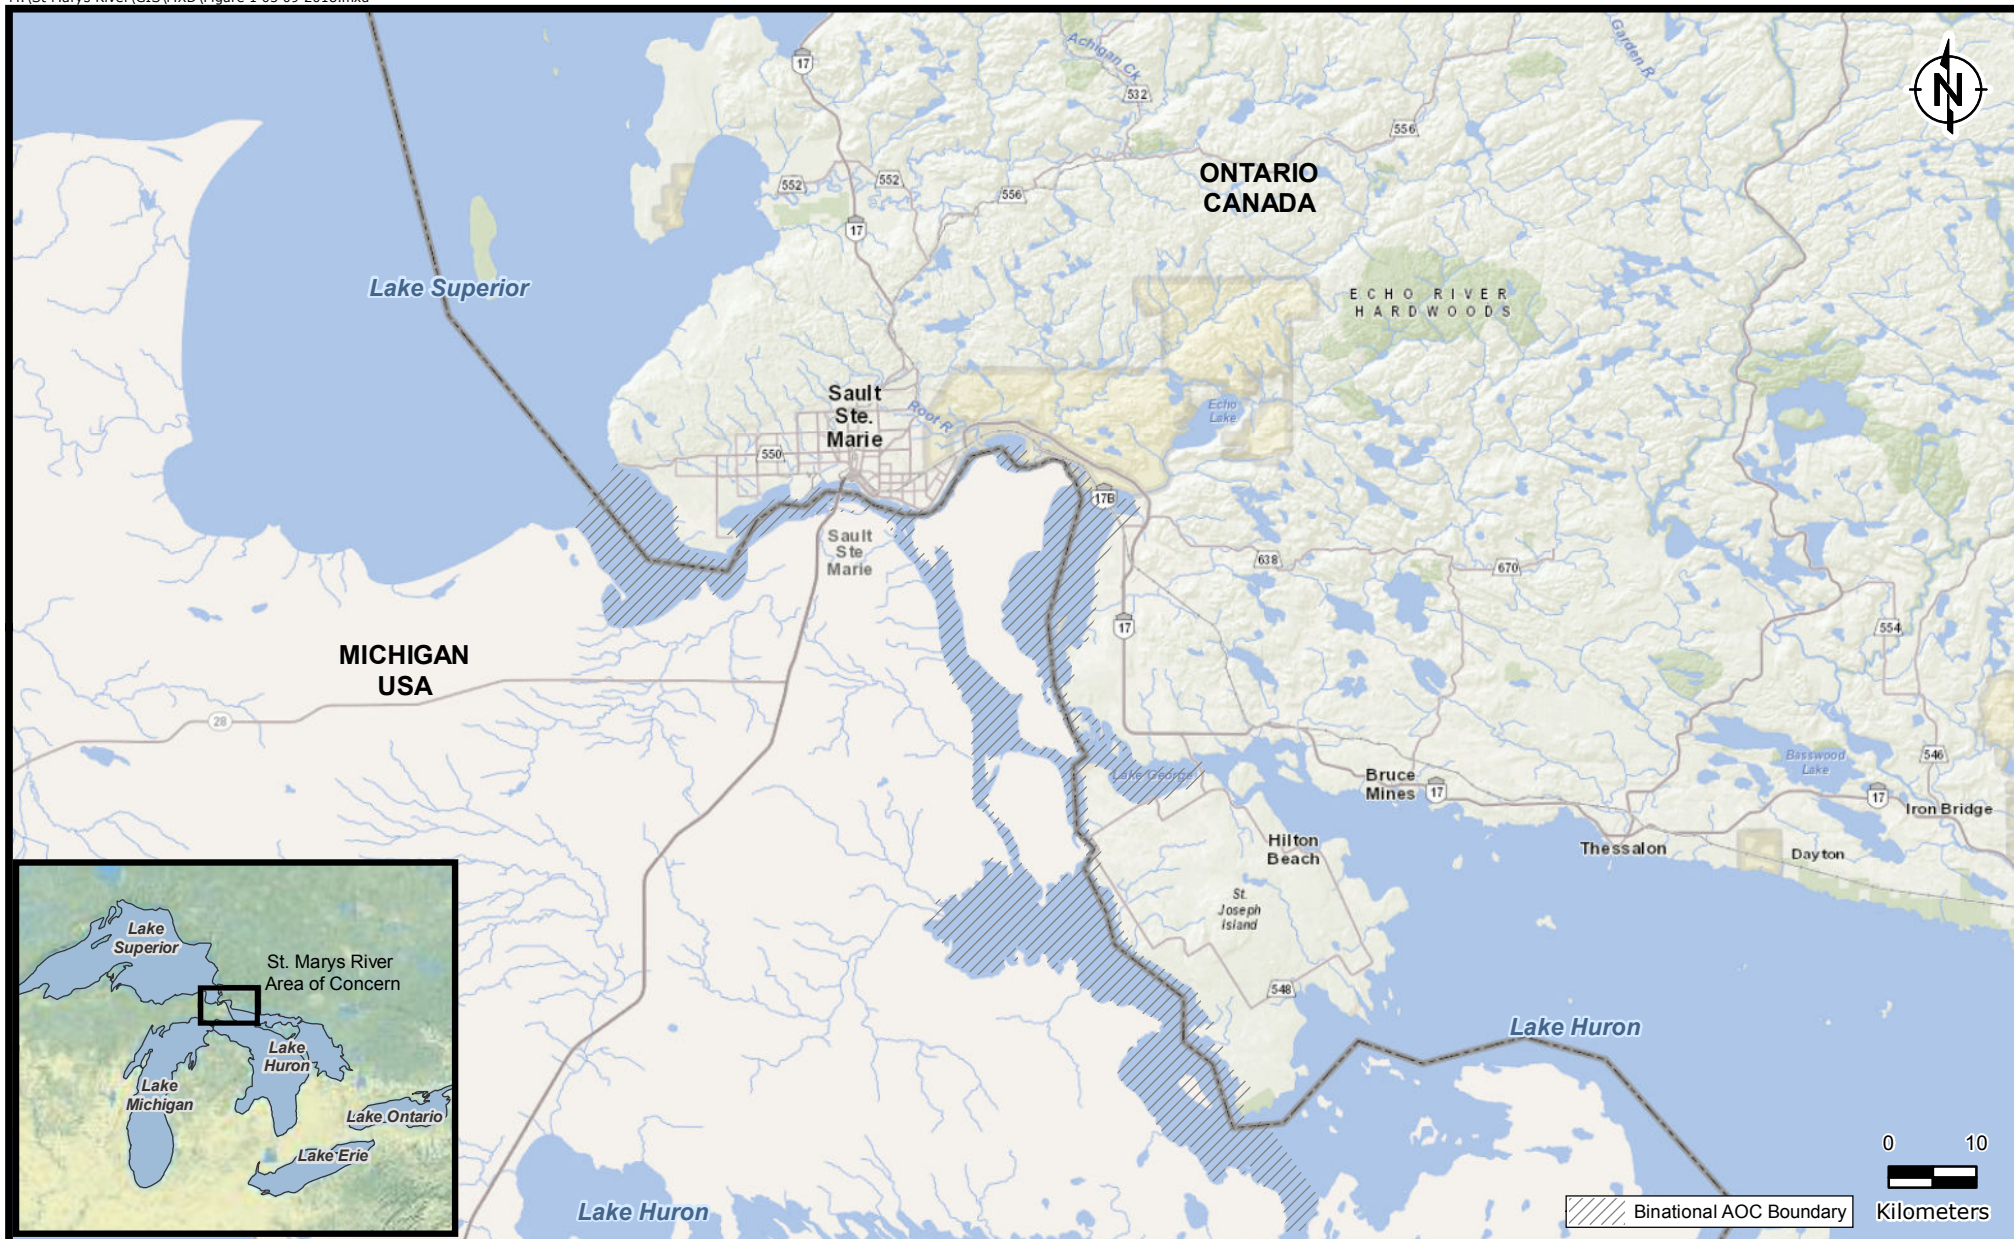 17
Achigan Ck
532
Garden R
556
N
ONTARIO
CANADA
552
552
556
17
Lake Superior
ECHO RIVER
HARDWOODS
Sault
Ste.
Marie
Root R
Echo
Lake
550
17B
Sault
Ste
Marie
638
670
17
554
MICHIGAN
USA
28
Lake George
Bruce
Mines
17
Basswood
Lake
546
17
Iron Bridge
Hilton
Beach
Thessalon
Dayton
St.
Joseph
Island
548
Lake Huron
Lake Huron
Lake
Superior
St. Marys River
Area of Concern
Lake
Huron
Lake
Michigan
Lake Ontario
Lake Erie
0 10
Kilometers
Binational AOC Boundary